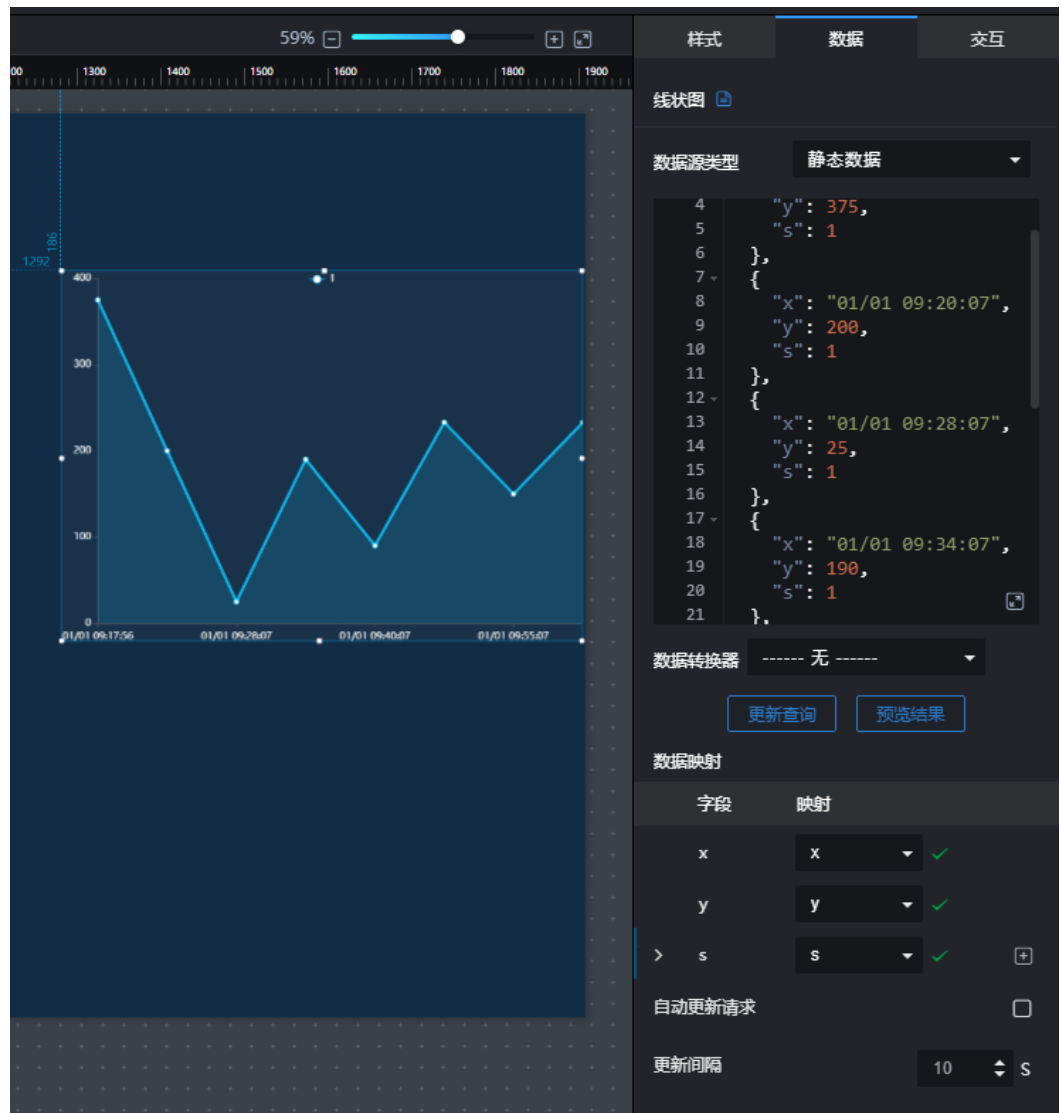 59%
样式 数据 交互
00 1300 1400 1500 1600 1700 1800 1900
线状图
数据源类型 静态数据
4 "y": 375,
5 "s": 1
6 },
7 {
8 "x": "01/01 09:20:07",
9 "y": 200,
10 "s": 1
11 },
12 {
13 "x": "01/01 09:28:07",
14 "y": 25,
15 "s": 1
16 },
17 {
18 "x": "01/01 09:34:07",
19 "y": 190,
20 "s": 1
21 },
186
1292
1
400
300
200
100
0
01/01 09:17:56 01/01 09:28:07 01/01 09:40:07 01/01 09:55:07
数据转换器 ------ 无 ------
更新查询 预览结果
数据映射
字段 映射
x x
y y
s s
自动更新请求
更新间隔 10 S